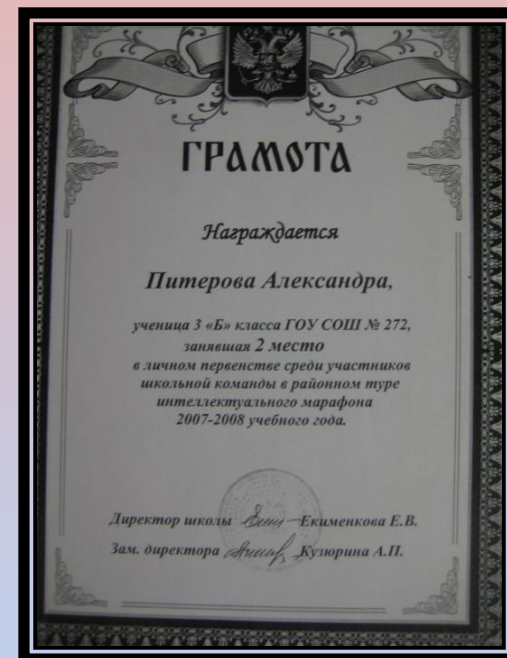 ГРАМОТА
Награждается
Питерова Александра,
ученица 3 «Б» класса ГОУ СОШ № 272,
занявшая 2 место
в личном первенстве среди участников
школьной команды в районном туре
интеллектуального марафона
2007-2008 учебного года.
Директор школы Екименкова Е.В.
Зам. директора Кузюрина А.П.